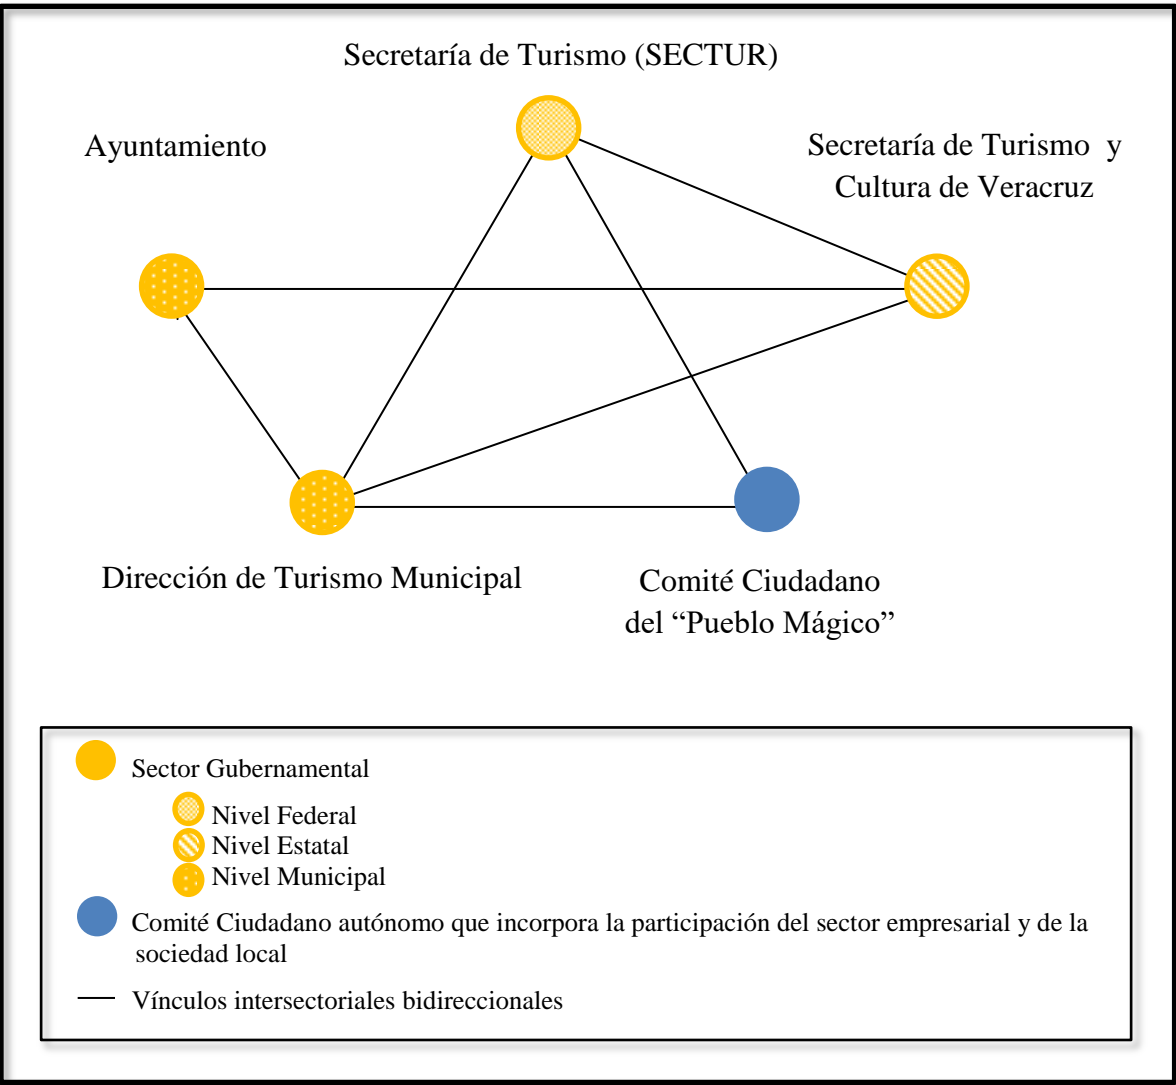 Secretaría de Turismo (SECTUR)
Ayuntamiento
Secretaría de Turismo y
Cultura de Veracruz
Dirección de Turismo Municipal
Comité Ciudadano
del “Pueblo Mágico”
Sector Gubernamental
Nivel Federal
Nivel Estatal
Nivel Municipal
Comité Ciudadano autónomo que incorpora la participación del sector empresarial y de la
sociedad local
Vínculos intersectoriales bidireccionales